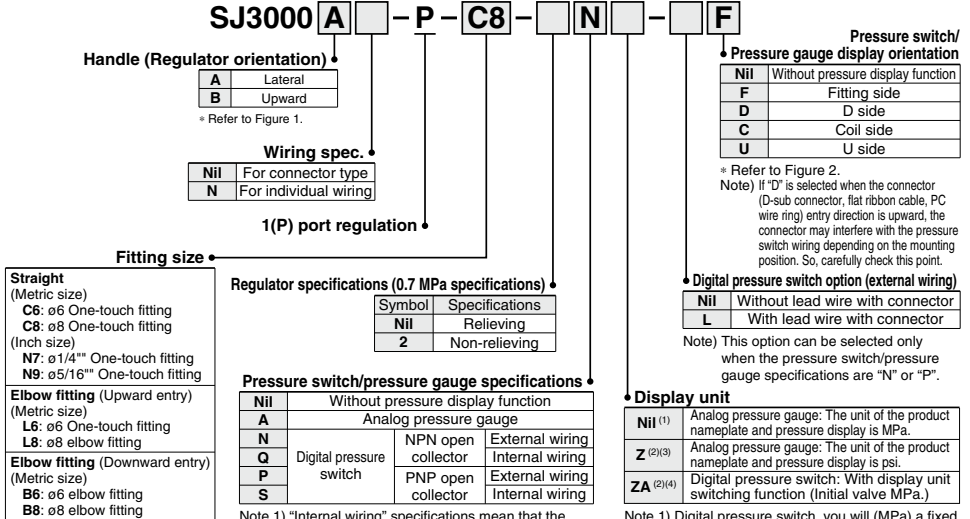 SJ3000 A – P – C8 – N – F
Handle (Regulator orientation)
A Lateral
B Upward
* Refer to Figure 1.
Wiring spec.
Nil For connector type
N For individual wiring
1(P) port regulation
Fitting size
Straight
(Metric size)
C6: ø6 One-touch fitting
C8: ø8 One-touch fitting
(Inch size)
N7: ø1/4"" One-touch fitting
N9: ø5/16"" One-touch fitting
Elbow fitting (Upward entry)
(Metric size)
L6: ø6 One-touch fitting
L8: ø8 elbow fitting
Elbow fitting (Downward entry)
(Metric size)
B6: ø6 elbow fitting
B8: ø8 elbow fitting
Regulator specifications (0.7 MPa specifications)
Symbol Specifications
Nil Relieving
2 Non-relieving
Pressure switch/pressure gauge specifications
Nil Without pressure display function
A Analog pressure gauge
N Digital pressure switch NPN open collector External wiring
Q Internal wiring
P PNP open collector External wiring
S Internal wiring
Note 1) "Internal wiring" specifications mean that the
Pressure switch/
Pressure gauge display orientation
Nil Without pressure display function
F Fitting side
D D side
C Coil side
U U side
* Refer to Figure 2.
Note) If "D" is selected when the connector
(D-sub connector, flat ribbon cable, PC
wire ring) entry direction is upward, the
connector may interfere with the pressure
switch wiring depending on the mounting
position. So, carefully check this point.
Digital pressure switch option (external wiring)
Nil Without lead wire with connector
L With lead wire with connector
Note) This option can be selected only
when the pressure switch/pressure
gauge specifications are "N" or "P".
Display unit
Nil (1) Analog pressure gauge: The unit of the product
nameplate and pressure display is MPa.
Z (2)(3) Analog pressure gauge: The unit of the product
nameplate and pressure display is psi.
ZA (2)(4) Digital pressure switch: With display unit
switching function (Initial valve MPa.)
Note 1) Digital pressure switch, you will (MPa) a fixed